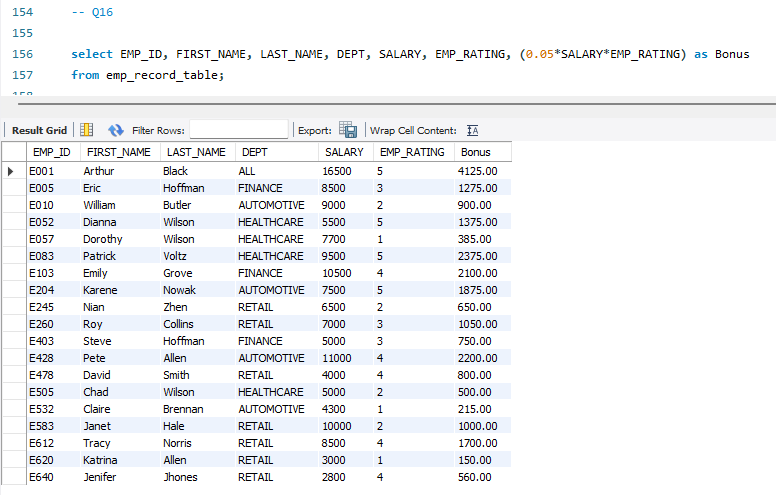 154 -- Q16
155
156 select EMP_ID, FIRST_NAME, LAST_NAME, DEPT, SALARY, EMP_RATING, (0.05*SALARY*EMP_RATING) as Bonus
157 from emp_record_table;
Result Grid Filter Rows: Export: Wrap Cell Content:
EMP_ID FIRST_NAME LAST_NAME DEPT SALARY EMP_RATING Bonus
E001 Arthur Black ALL 16500 5 4125.00
E005 Eric Hoffman FINANCE 8500 3 1275.00
E010 William Butler AUTOMOTIVE 9000 2 900.00
E052 Dianna Wilson HEALTHCARE 5500 5 1375.00
E057 Dorothy Wilson HEALTHCARE 7700 1 385.00
E083 Patrick Voltz HEALTHCARE 9500 5 2375.00
E103 Emily Grove FINANCE 10500 4 2100.00
E204 Karene Nowak AUTOMOTIVE 7500 5 1875.00
E245 Nian Zhen RETAIL 6500 2 650.00
E260 Roy Collins RETAIL 7000 3 1050.00
E403 Steve Hoffman FINANCE 5000 3 750.00
E428 Pete Allen AUTOMOTIVE 11000 4 2200.00
E478 David Smith RETAIL 4000 4 800.00
E505 Chad Wilson HEALTHCARE 5000 2 500.00
E532 Claire Brennan AUTOMOTIVE 4300 1 215.00
E583 Janet Hale RETAIL 10000 2 1000.00
E612 Tracy Norris RETAIL 8500 4 1700.00
E620 Katrina Allen RETAIL 3000 1 150.00
E640 Jenifer Jhones RETAIL 2800 4 560.00